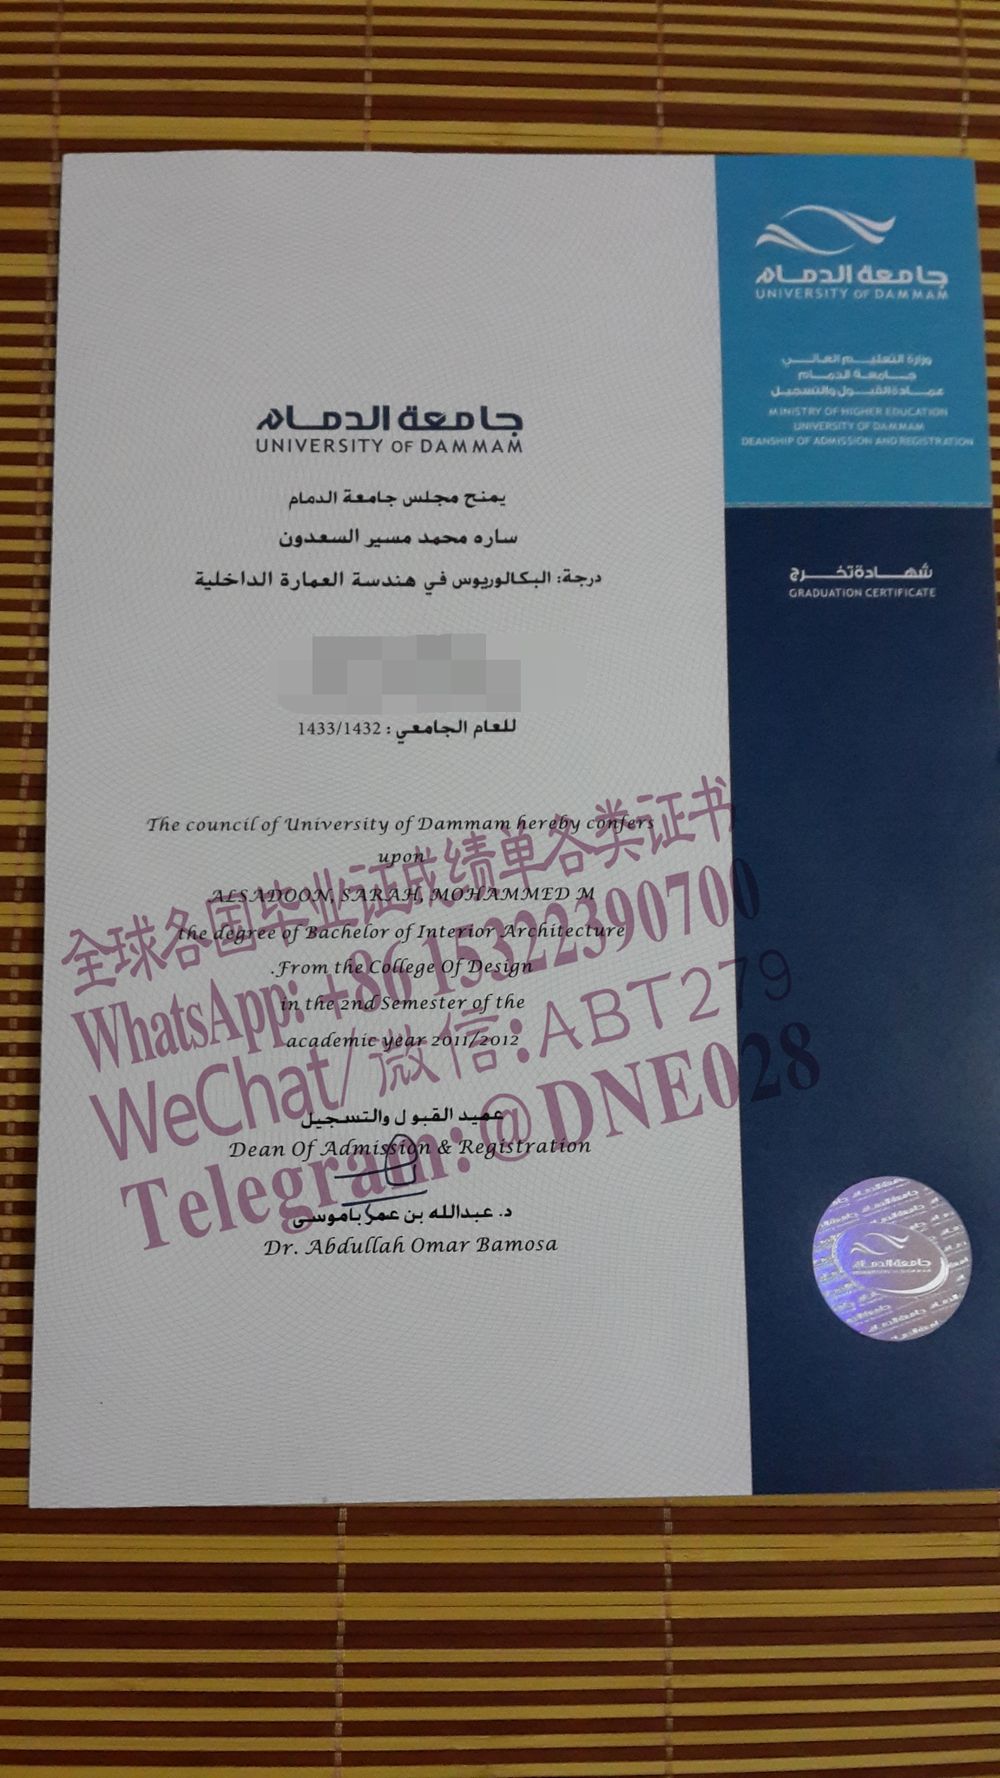 جامعة الدمام
UNIVERSITY OF DAMMAM
وزارة التعليم العالي
جامعة الدمام
عمادة القبول والتسجيل
MINISTRY OF HIGHER EDUCATION
UNIVERSITY OF DAMMAM
DEANSHIP OF ADMISSION AND REGISTRATION
شهادة تخرج
GRADUATION CERTIFICATE
جامعة الدمام
UNIVERSITY OF DAMMAM
يمنح مجلس جامعة الدمام
ساره محمد مسير السعدون
درجة: البكالوريوس في هندسة العمارة الداخلية
للعام الجامعي : 1433/1432
The council of University of Dammam hereby confers
upon
ALSADOON, SARAH, MOHAMMED M
the degree of Bachelor of Interior Architecture
.From the College Of Design
in the 2nd Semester of the
academic year 2011/2012
عميد القبول والتسجيل
Dean Of Admission & Registration
د. عبدالله بن عمر باموسى
Dr. Abdullah Omar Bamosa
全球各国毕业证成绩单各类证书
WhatsApp: +86 15322390700
WeChat/微信:ABT279
Telegram:@DNE028
جامعة الدمام